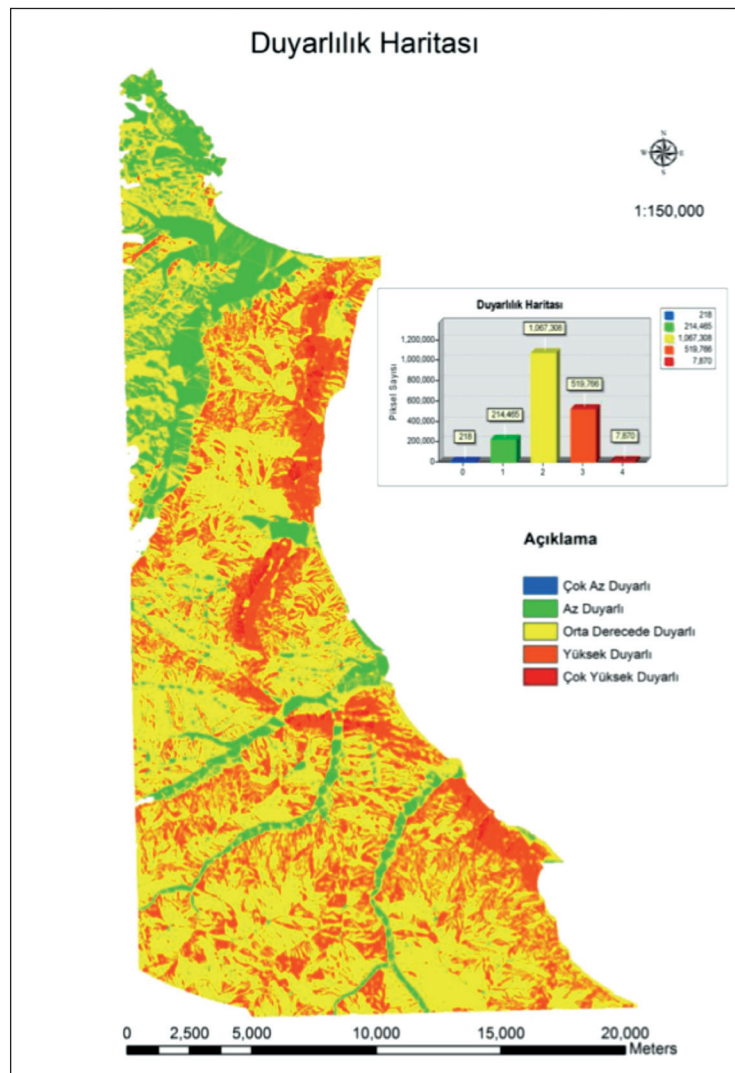 Duyarlılık Haritası
N
W E
S
1:150,000
Duyarlılık Haritası
Piksel Sayısı
1,200,000
1,000,000
800,000
600,000
400,000
200,000
0
218
214,465
1,067,308
519,766
7,870
0 1 2 3 4
218
214,465
1,067,308
519,766
7,870
Açıklama
Çok Az Duyarlı
Az Duyarlı
Orta Derecede Duyarlı
Yüksek Duyarlı
Çok Yüksek Duyarlı
0 2,500 5,000 10,000 15,000 20,000
Meters